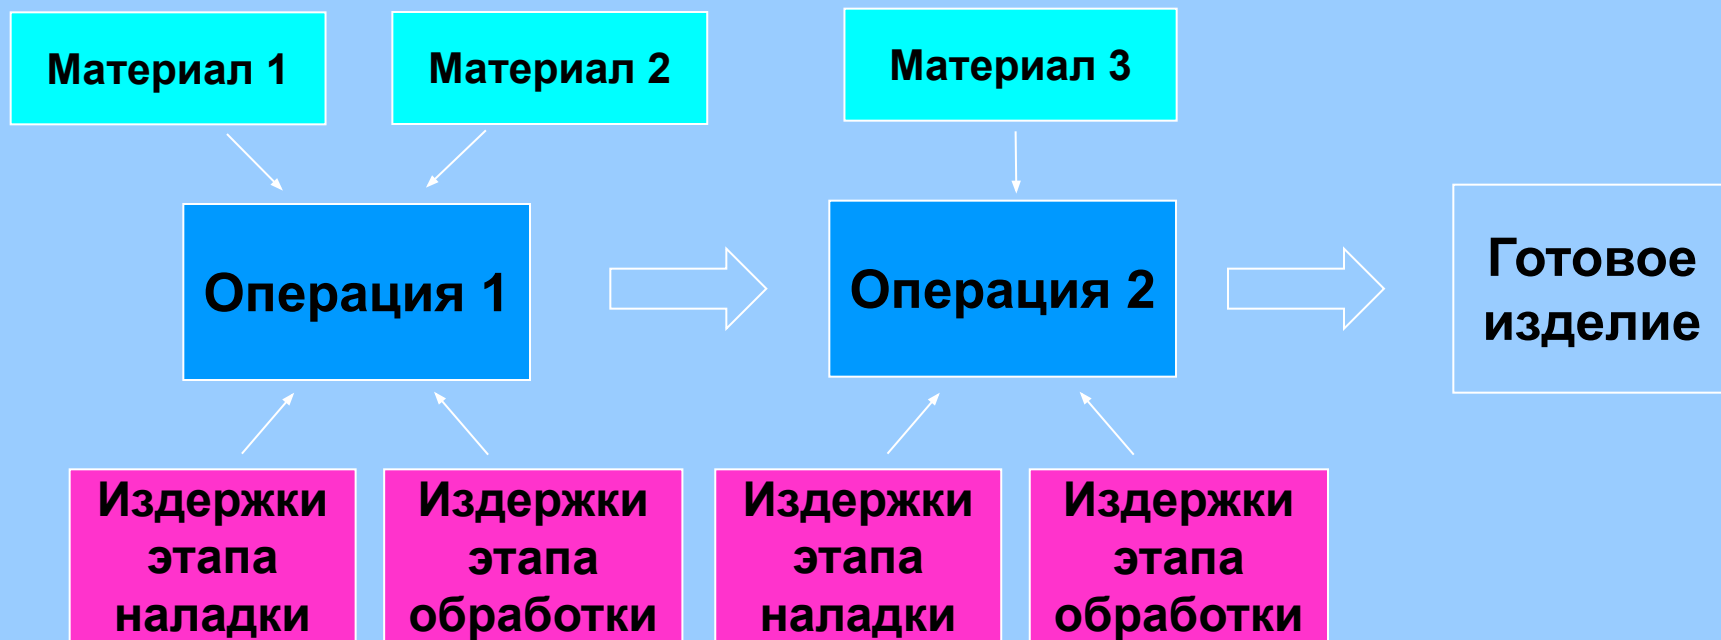 Материал 1
Материал 2
Материал 3
Операция 1
Операция 2
Готовое
изделие
Издержки
этапа
наладки
Издержки
этапа
обработки
Издержки
этапа
наладки
Издержки
этапа
обработки